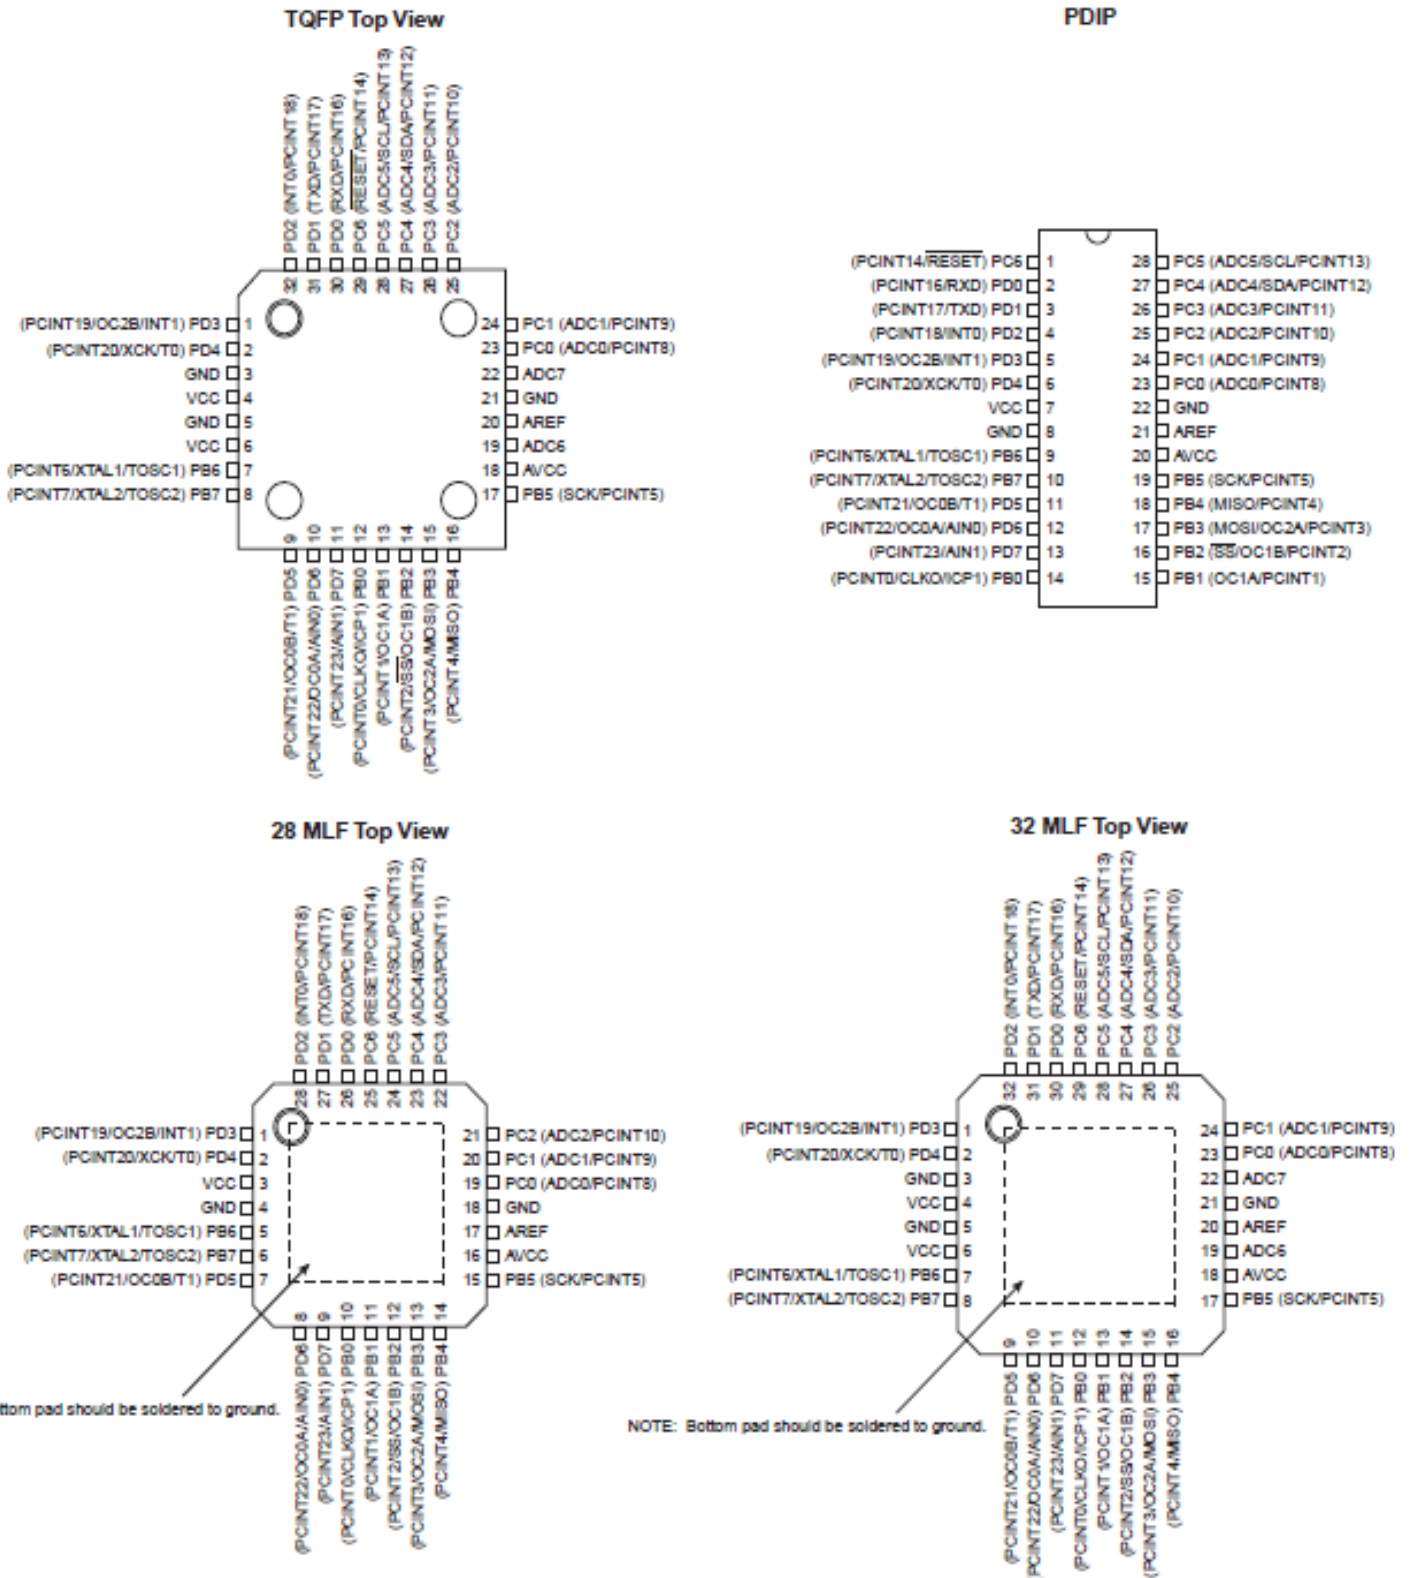 TQFP Top View
PD2 (INT0/PCINT18)
PD1 (TXD/PCINT17)
PD0 (RXD/PCINT16)
PC6 (RESET/PCINT14)
PC5 (ADC5/SCL/PCINT13)
PC4 (ADC4/SDA/PCINT12)
PC3 (ADC3/PCINT11)
PC2 (ADC2/PCINT10)
32 31 30 29 28 27 26 25
(PCINT19/OC2B/INT1) PD3 1
(PCINT20/XCK/T0) PD4 2
GND 3
VCC 4
GND 5
VCC 6
(PCINT6/XTAL1/TOSC1) PB6 7
(PCINT7/XTAL2/TOSC2) PB7 8
24 PC1 (ADC1/PCINT9)
23 PC0 (ADC0/PCINT8)
22 ADC7
21 GND
20 AREF
19 ADC6
18 AVCC
17 PB5 (SCK/PCINT5)
9 10 11 12 13 14 15 16
(PCINT21/OC0B/T1) PD5
(PCINT22/OC0A/AIN0) PD6
(PCINT23/AIN1) PD7
(PCINT0/CLKO/ICP1) PB0
(PCINT1/OC1A) PB1
(PCINT2/SS/OC1B) PB2
(PCINT3/OC2A/MOSI) PB3
(PCINT4/MISO) PB4
PDIP
(PCINT14/RESET) PC6 1
(PCINT16/RXD) PD0 2
(PCINT17/TXD) PD1 3
(PCINT18/INT0) PD2 4
(PCINT19/OC2B/INT1) PD3 5
(PCINT20/XCK/T0) PD4 6
VCC 7
GND 8
(PCINT6/XTAL1/TOSC1) PB6 9
(PCINT7/XTAL2/TOSC2) PB7 10
(PCINT21/OC0B/T1) PD5 11
(PCINT22/OC0A/AIN0) PD6 12
(PCINT23/AIN1) PD7 13
(PCINT0/CLKO/ICP1) PB0 14
28 PC5 (ADC5/SCL/PCINT13)
27 PC4 (ADC4/SDA/PCINT12)
26 PC3 (ADC3/PCINT11)
25 PC2 (ADC2/PCINT10)
24 PC1 (ADC1/PCINT9)
23 PC0 (ADC0/PCINT8)
22 GND
21 AREF
20 AVCC
19 PB5 (SCK/PCINT5)
18 PB4 (MISO/PCINT4)
17 PB3 (MOSI/OC2A/PCINT3)
16 PB2 (SS/OC1B/PCINT2)
15 PB1 (OC1A/PCINT1)
28 MLF Top View
PD2 (INT0/PCINT18)
PD1 (TXD/PCINT17)
PD0 (RXD/PCINT16)
PC6 (RESET/PCINT14)
PC5 (ADC5/SCL/PCINT13)
PC4 (ADC4/SDA/PCINT12)
PC3 (ADC3/PCINT11)
28 27 26 25 24 23 22
(PCINT19/OC2B/INT1) PD3 1
(PCINT20/XCK/T0) PD4 2
VCC 3
GND 4
(PCINT6/XTAL1/TOSC1) PB6 5
(PCINT7/XTAL2/TOSC2) PB7 6
(PCINT21/OC0B/T1) PD5 7
21 PC2 (ADC2/PCINT10)
20 PC1 (ADC1/PCINT9)
19 PC0 (ADC0/PCINT8)
18 GND
17 AREF
16 AVCC
15 PB5 (SCK/PCINT5)
8 9 10 11 12 13 14
(PCINT22/OC0A/AIN0) PD6
(PCINT23/AIN1) PD7
(PCINT0/CLKO/ICP1) PB0
(PCINT1/OC1A) PB1
(PCINT2/SS/OC1B) PB2
(PCINT3/OC2A/MOSI) PB3
(PCINT4/MISO) PB4
ttom pad should be soldered to ground.
32 MLF Top View
PD2 (INT0/PCINT18)
PD1 (TXD/PCINT17)
PD0 (RXD/PCINT16)
PC6 (RESET/PCINT14)
PC5 (ADC5/SCL/PCINT13)
PC4 (ADC4/SDA/PCINT12)
PC3 (ADC3/PCINT11)
PC2 (ADC2/PCINT10)
32 31 30 29 28 27 26 25
(PCINT19/OC2B/INT1) PD3 1
(PCINT20/XCK/T0) PD4 2
GND 3
VCC 4
GND 5
VCC 6
(PCINT6/XTAL1/TOSC1) PB6 7
(PCINT7/XTAL2/TOSC2) PB7 8
24 PC1 (ADC1/PCINT9)
23 PC0 (ADC0/PCINT8)
22 ADC7
21 GND
20 AREF
19 ADC6
18 AVCC
17 PB5 (SCK/PCINT5)
9 10 11 12 13 14 15 16
(PCINT21/OC0B/T1) PD5
PCINT22/OC0A/AIN0) PD6
(PCINT23/AIN1) PD7
(PCINT0/CLKO/ICP1) PB0
(PCINT1/OC1A) PB1
(PCINT2/SS/OC1B) PB2
(PCINT3/OC2A/MOSI) PB3
(PCINT4/MISO) PB4
NOTE: Bottom pad should be soldered to ground.